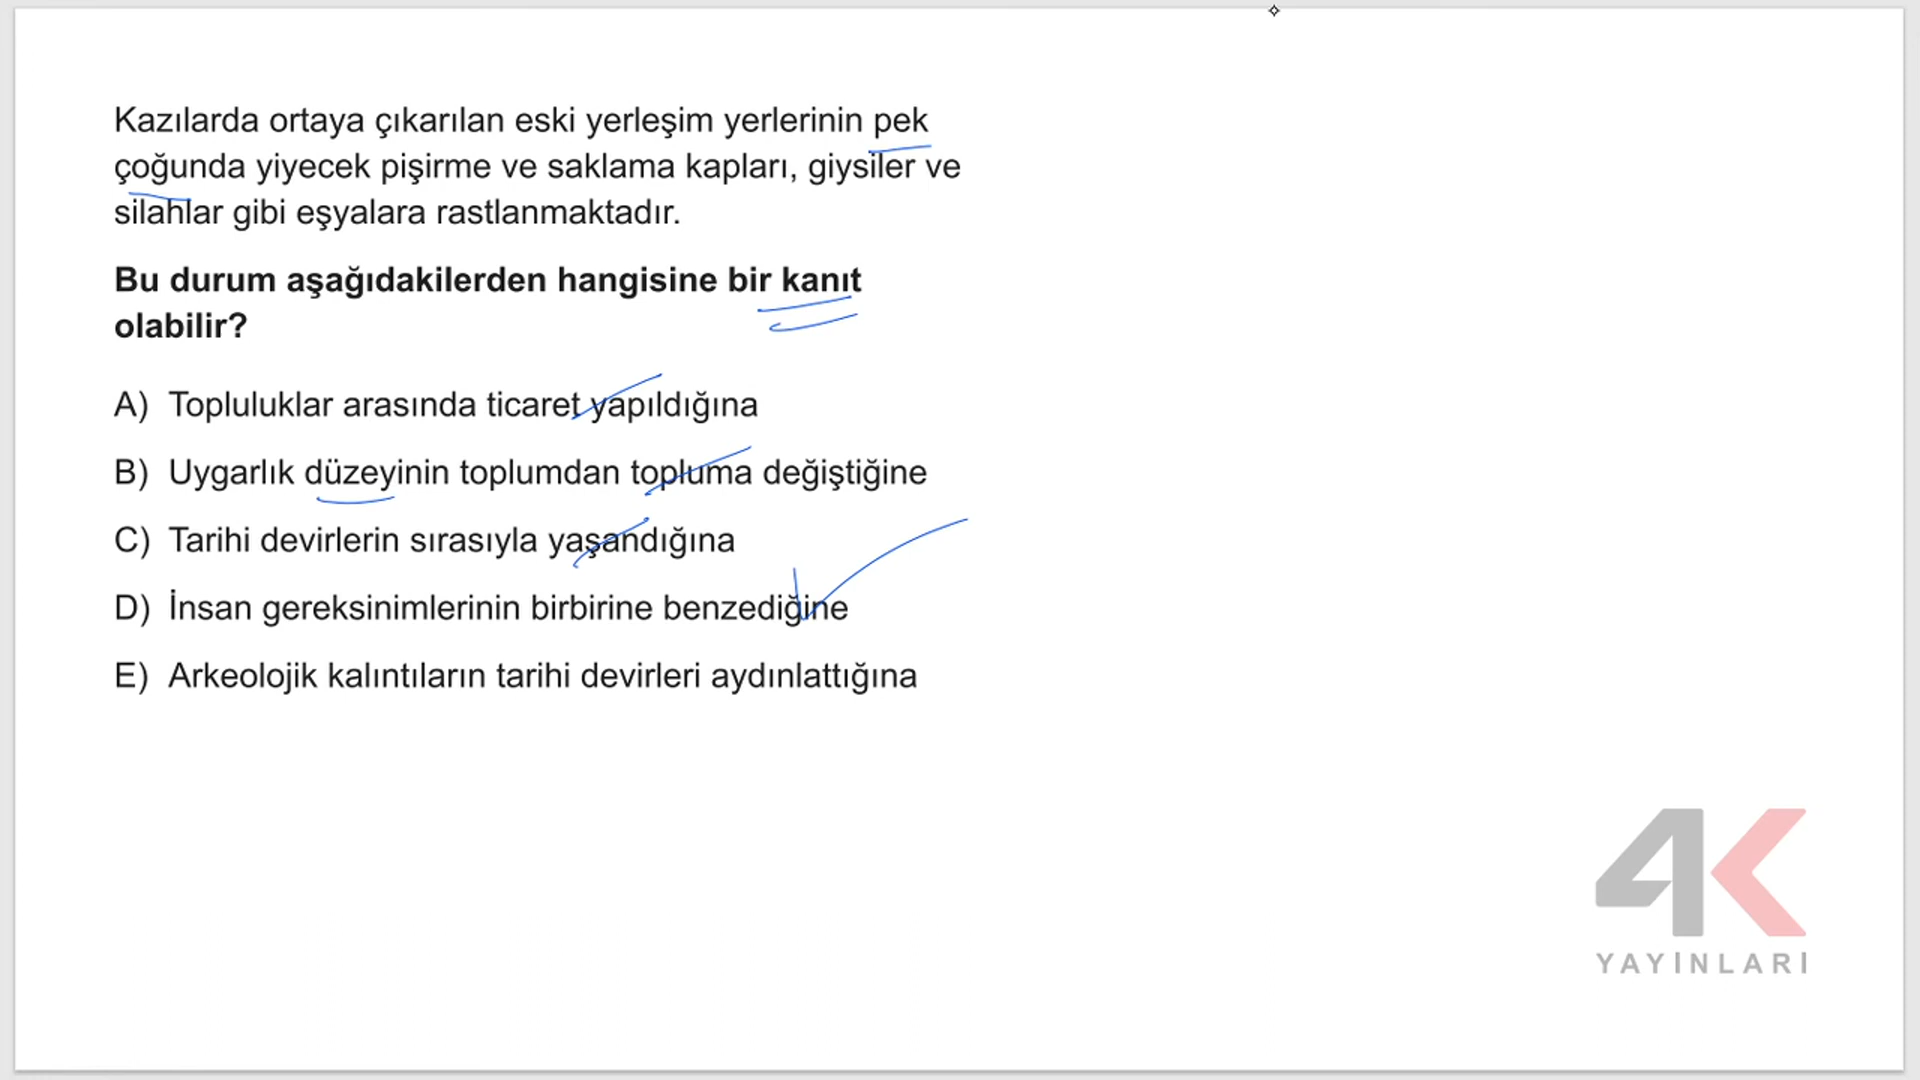 Kazılarda ortaya çıkarılan eski yerleşim yerlerinin pek
çoğunda yiyecek pişirme ve saklama kapları, giysiler ve
silahlar gibi eşyalara rastlanmaktadır.
Bu durum aşağıdakilerden hangisine bir kanıt
olabilir?
A) Topluluklar arasında ticaret yapıldığına
B) Uygarlık düzeyinin toplumdan topluma değiştiğine
C) Tarihi devirlerin sırasıyla yaşandığına
D) İnsan gereksinimlerinin birbirine benzediğine
E) Arkeolojik kalıntıların tarihi devirleri aydınlattığına
4K
YAYINLARI